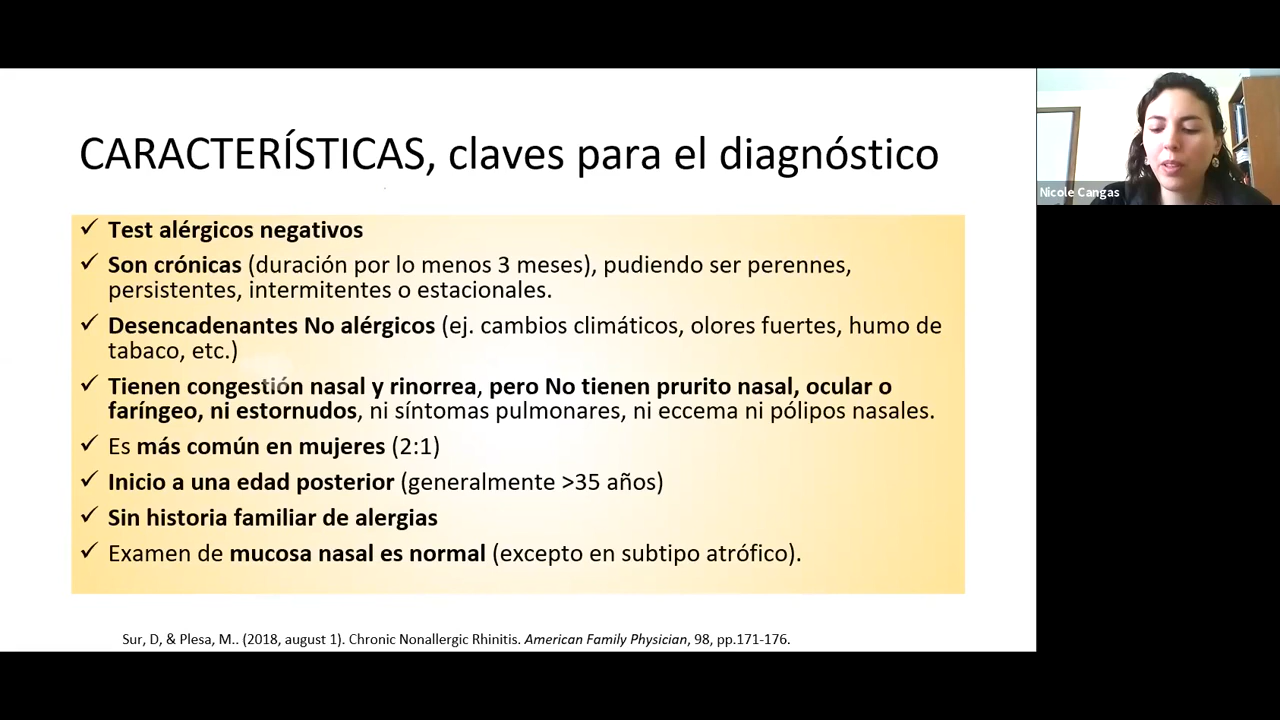 CARACTERÍSTICAS, claves para el diagnóstico
✓ Test alérgicos negativos
✓ Son crónicas (duración por lo menos 3 meses), pudiendo ser perennes,
persistentes, intermitentes o estacionales.
✓ Desencadenantes No alérgicos (ej. cambios climáticos, olores fuertes, humo de
tabaco, etc.)
✓ Tienen congestión nasal y rinorrea, pero No tienen prurito nasal, ocular o
faríngeo, ni estornudos, ni síntomas pulmonares, ni eccema ni pólipos nasales.
✓ Es más común en mujeres (2:1)
✓ Inicio a una edad posterior (generalmente >35 años)
✓ Sin historia familiar de alergias
✓ Examen de mucosa nasal es normal (excepto en subtipo atrófico).
Sur, D, & Plesa, M.. (2018, august 1). Chronic Nonallergic Rhinitis. American Family Physician, 98, pp.171-176.
Nicole Cangas